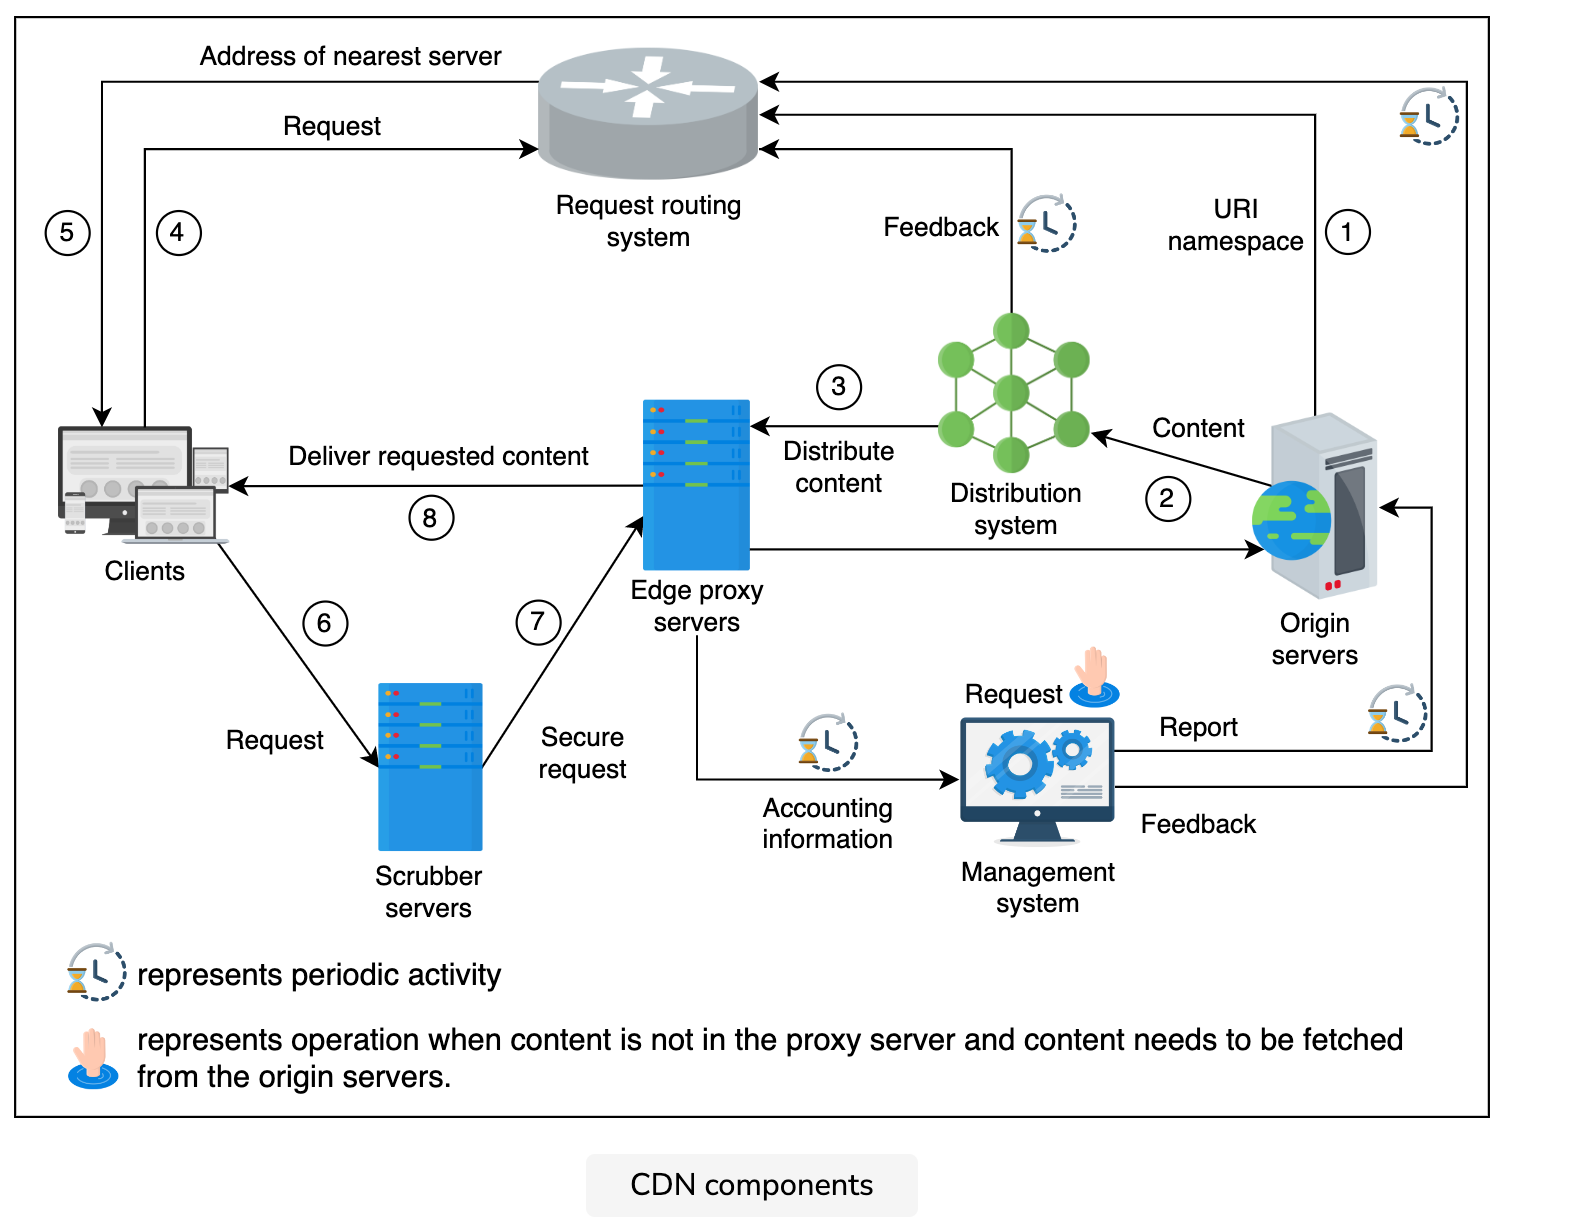 Address of nearest server
Request
Request routing
system
5
4
Feedback
URI
namespace
1
3
Distribute
content
Content
2
Distribution
system
Deliver requested content
8
Clients
Edge proxy
servers
Origin
servers
6
7
Request
Secure
request
Request
Report
Accounting
information
Feedback
Management
system
Scrubber
servers
represents periodic activity
represents operation when content is not in the proxy server and content needs to be fetched
from the origin servers.
CDN components